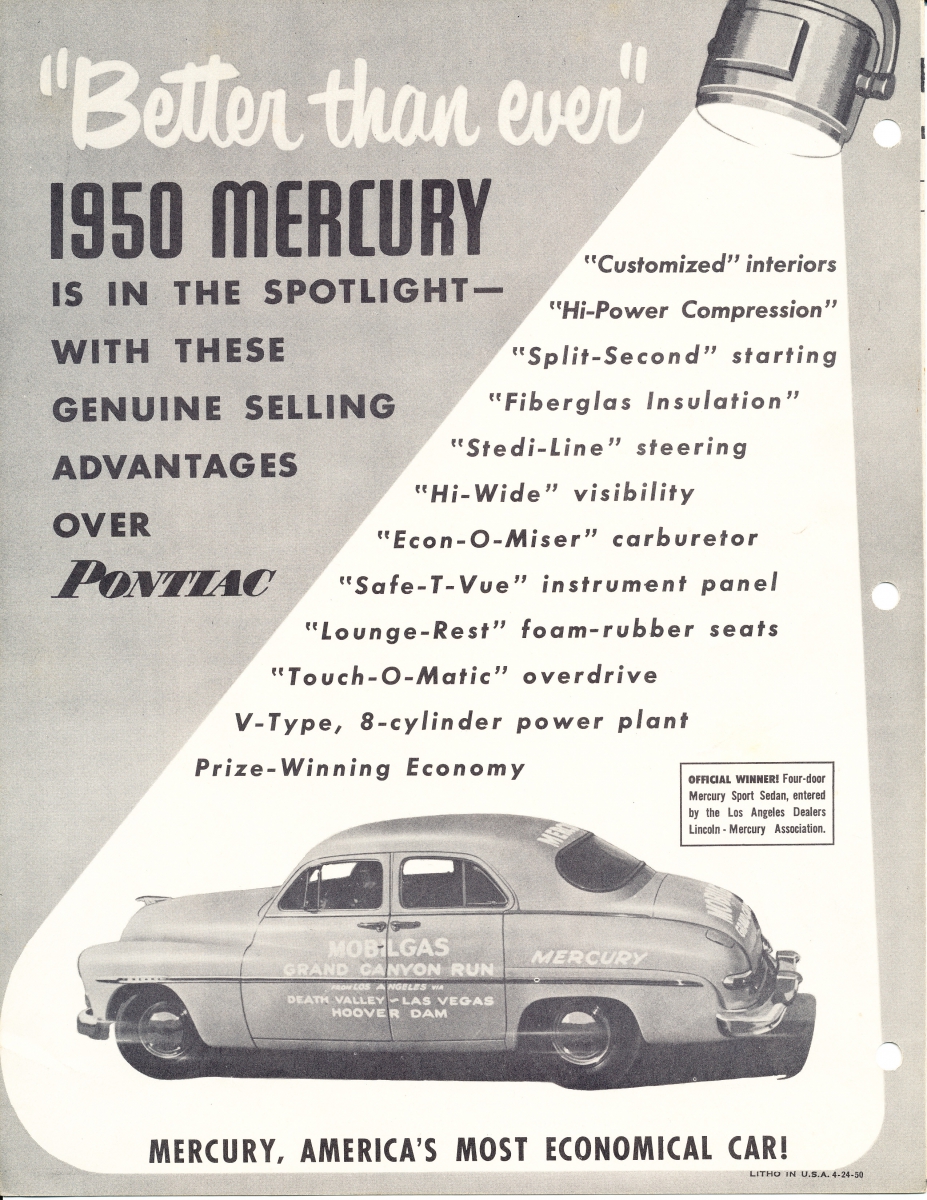 "Better than ever"
1950 MERCURY
IS IN THE SPOTLIGHT—
WITH THESE
GENUINE SELLING
ADVANTAGES
OVER
PONTIAC
"Customized" interiors
"Hi-Power Compression"
"Split-Second" starting
"Fiberglas Insulation"
"Stedi-Line" steering
"Hi-Wide" visibility
"Econ-O-Miser" carburetor
"Safe-T-Vue" instrument panel
"Lounge-Rest" foam-rubber seats
"Touch-O-Matic" overdrive
V-Type, 8-cylinder power plant
Prize-Winning Economy
OFFICIAL WINNER! Four-door
Mercury Sport Sedan, entered
by the Los Angeles Dealers
Lincoln-Mercury Association.
MOBILGAS
GRAND CANYON RUN
FROM LOS ANGELES VIA
DEATH VALLEY – LAS VEGAS
HOOVER DAM
MERCURY
MERCURY, AMERICA'S MOST ECONOMICAL CAR!
LITHO IN U.S.A. 4-24-50